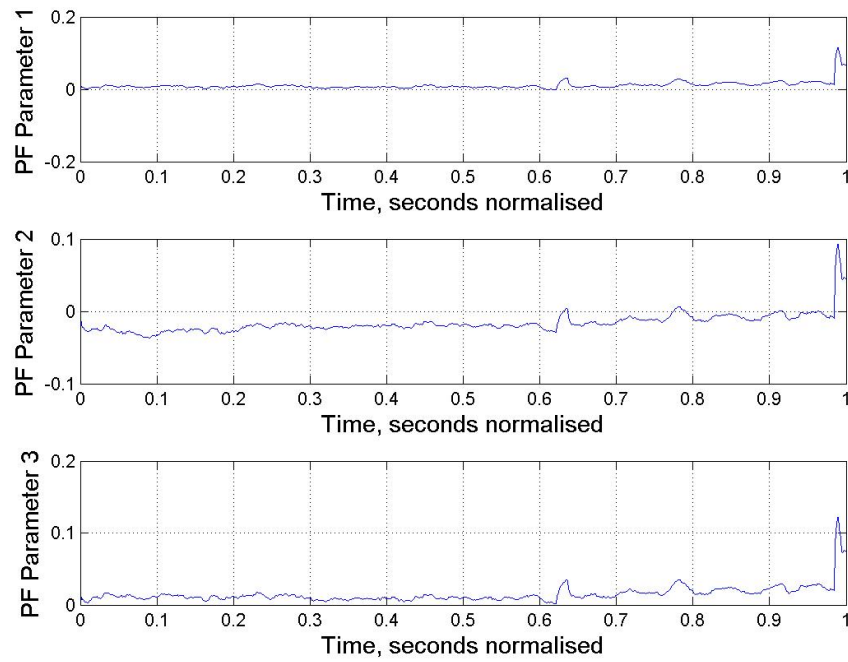 PF Parameter 1
0.2
0
-0.2
0 0.1 0.2 0.3 0.4 0.5 0.6 0.7 0.8 0.9 1
Time, seconds normalised
PF Parameter 2
0.1
0
-0.1
0 0.1 0.2 0.3 0.4 0.5 0.6 0.7 0.8 0.9 1
Time, seconds normalised
PF Parameter 3
0.2
0.1
0
0 0.1 0.2 0.3 0.4 0.5 0.6 0.7 0.8 0.9 1
Time, seconds normalised